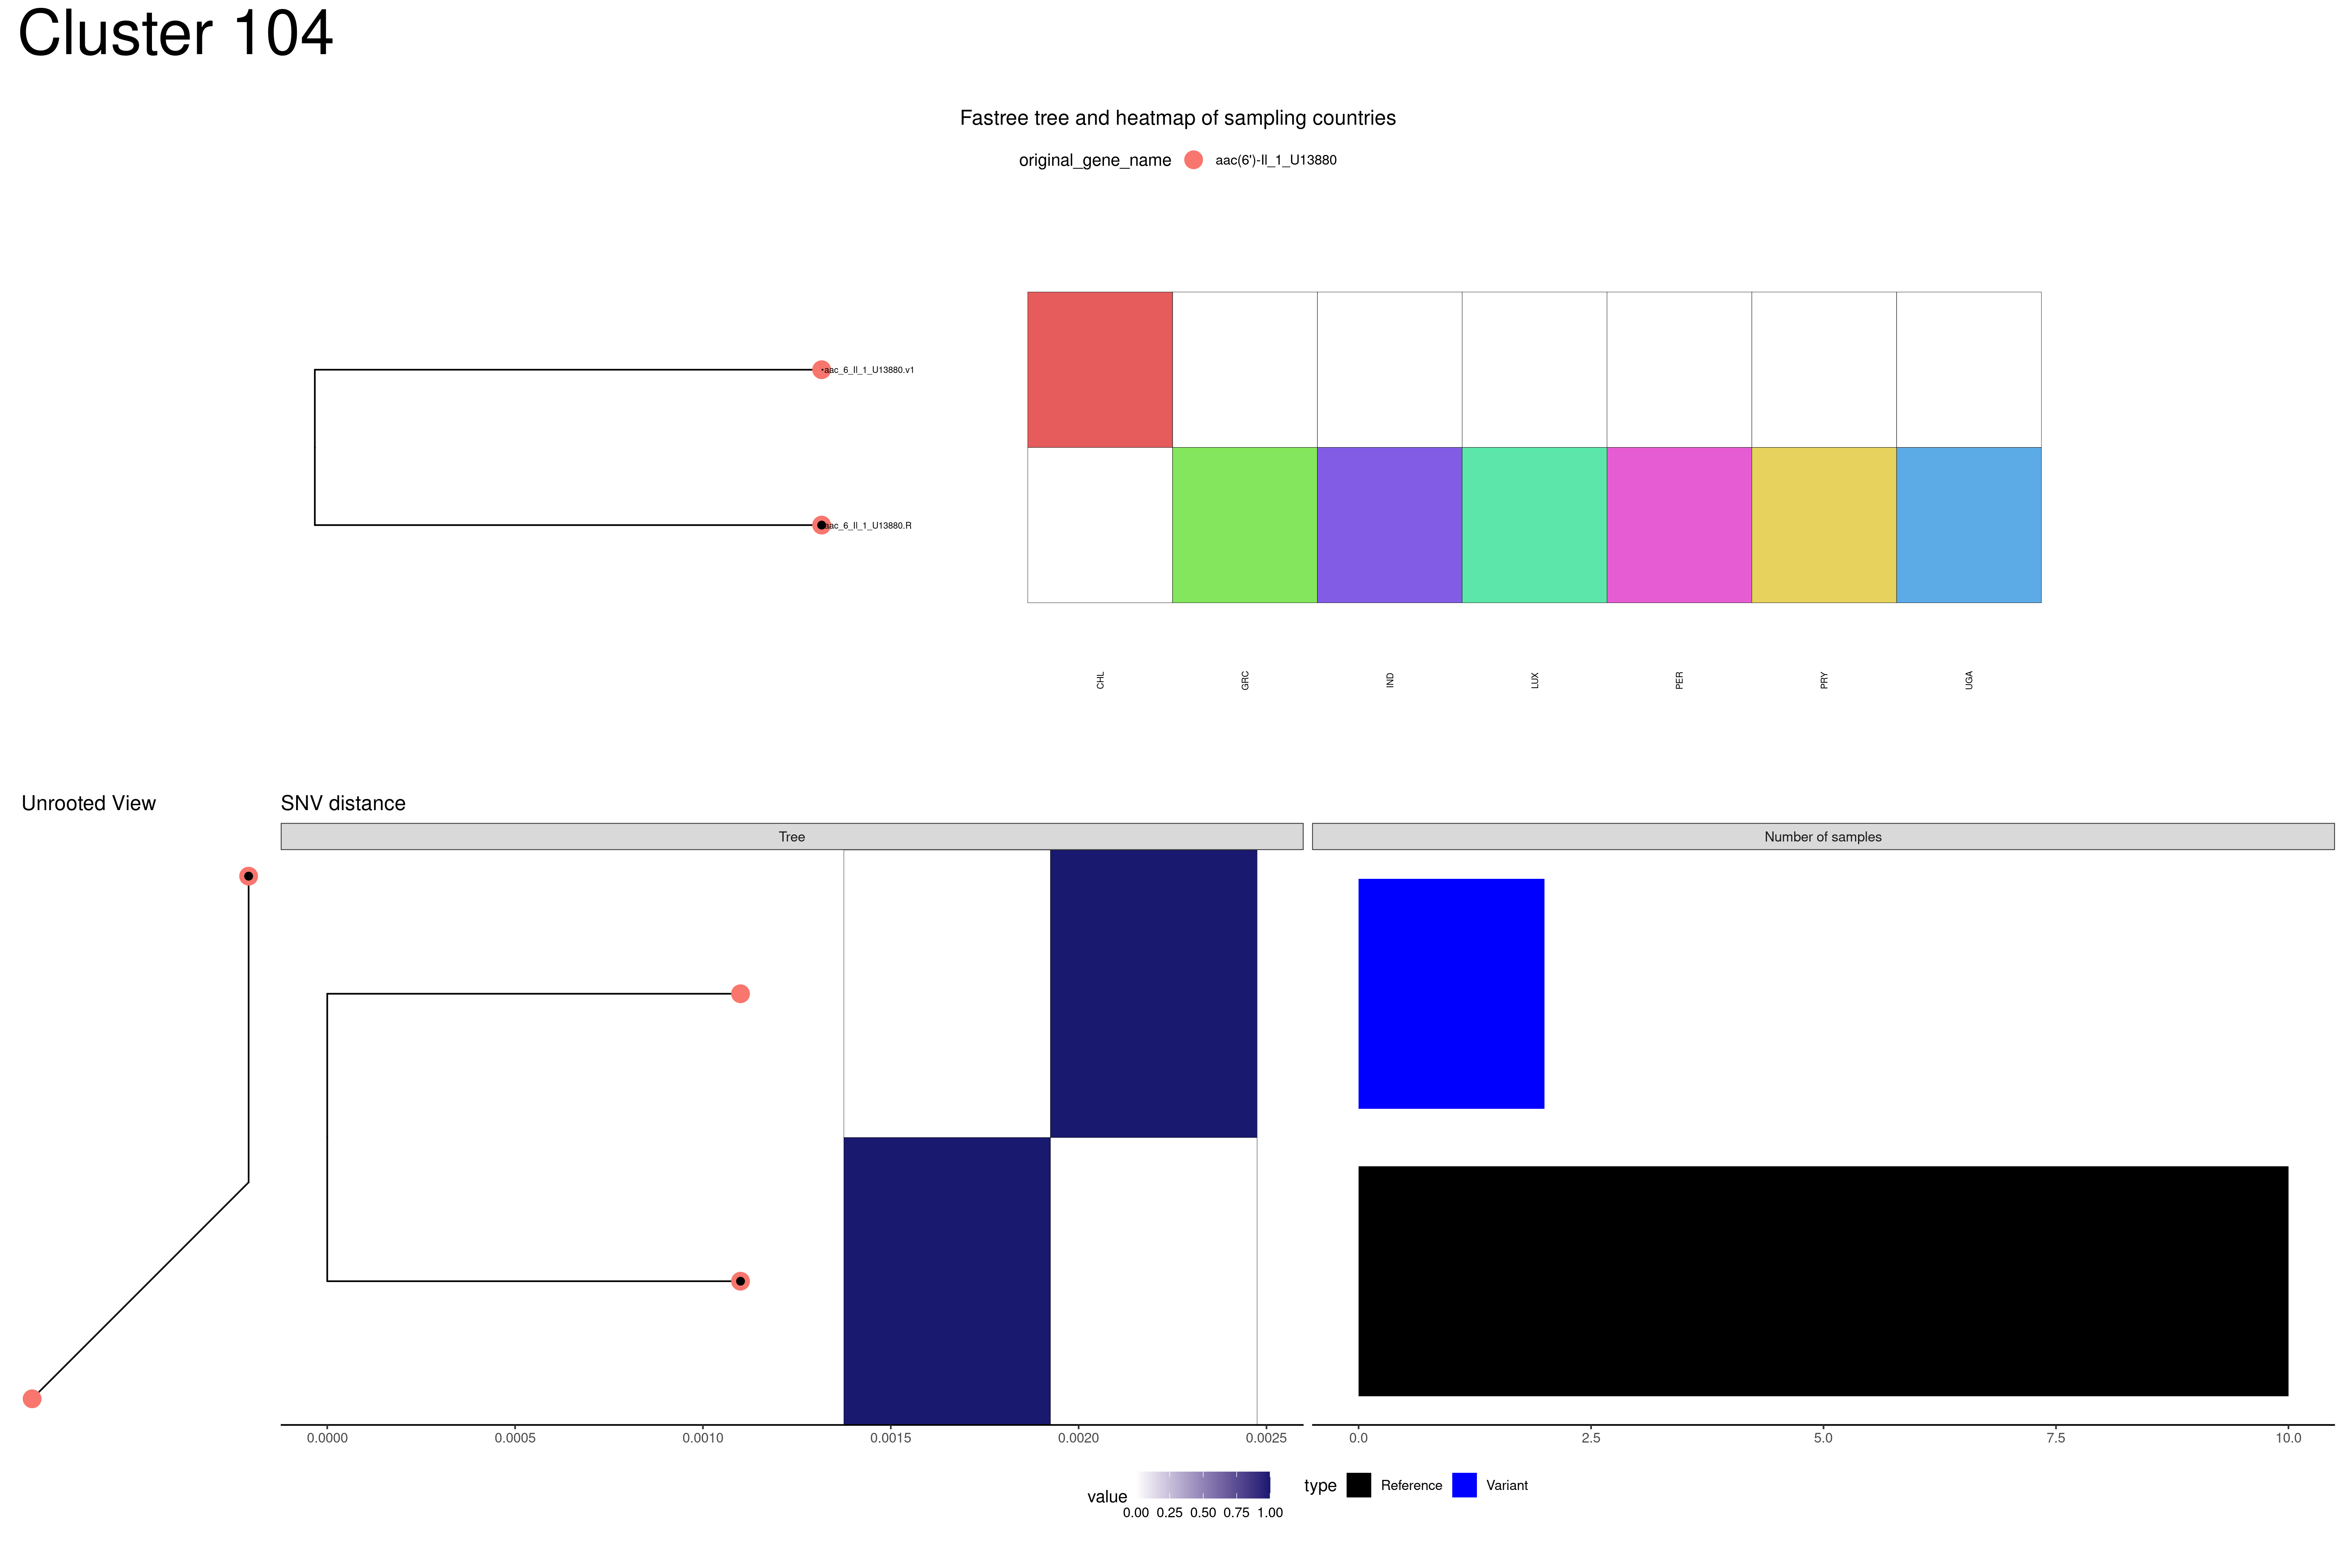 Cluster 104
Fastree tree and heatmap of sampling countries
original_gene_name aac(6')-Il_1_U13880
aac_6_Il_1_U13880.v1
aac_6_Il_1_U13880.R
CHL GRC IND LUX PER PRY UGA
Unrooted View SNV distance
Tree Number of samples
0.0000 0.0005 0.0010 0.0015 0.0020 0.0025 0.0 2.5 5.0 7.5 10.0
value 0.00 0.25 0.50 0.75 1.00 type Reference Variant